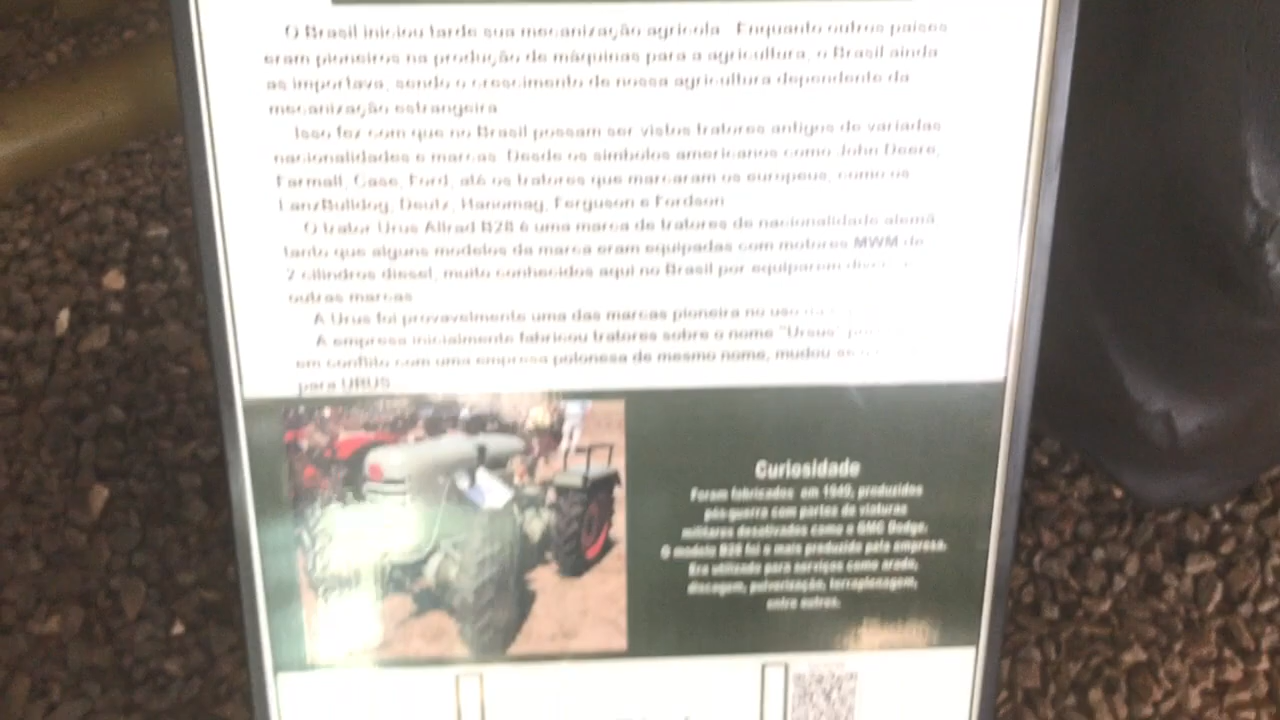 O Brasil iniciou tarde sua mecanização agrícola. Enquanto outros países
eram pioneiros na produção de máquinas para a agricultura, o Brasil ainda
as importava, sendo o crescimento de nossa agricultura dependente da
mecanização estrangeira.
Isso fez com que no Brasil possam ser vistos tratores antigos de variadas
nacionalidades e marcas. Desde os símbolos americanos como John Deere,
Farmall, Case, Ford, até os tratores que marcaram os europeus, como os
LanzBulldog, Deutz, Hanomag, Ferguson e Fordson
O trator Urus Allrad B28 é uma marca de tratores de nacionalidade alemã
tanto que alguns modelos da marca eram equipadas com motores MWM de
2 cilindros diesel, muito conhecidos aqui no Brasil por equiparem
outras marcas
A Urus foi provavelmente uma das marcas pioneira no uso
A empresa inicialmente fabricou tratores sobre o nome "Ursus"
em conflito com uma empresa polonesa de mesmo nome, mudou
para URUS
Curiosidade
Foram fabricados em 1949, produzidos
pós-guerra com partes de viaturas
militares desativados como o GMC Dodge.
O modelo B28 foi o mais produzido pela empresa.
Era utilizado para serviços como arado,
discagem, pulverização, terraplenagem,
entre outros.